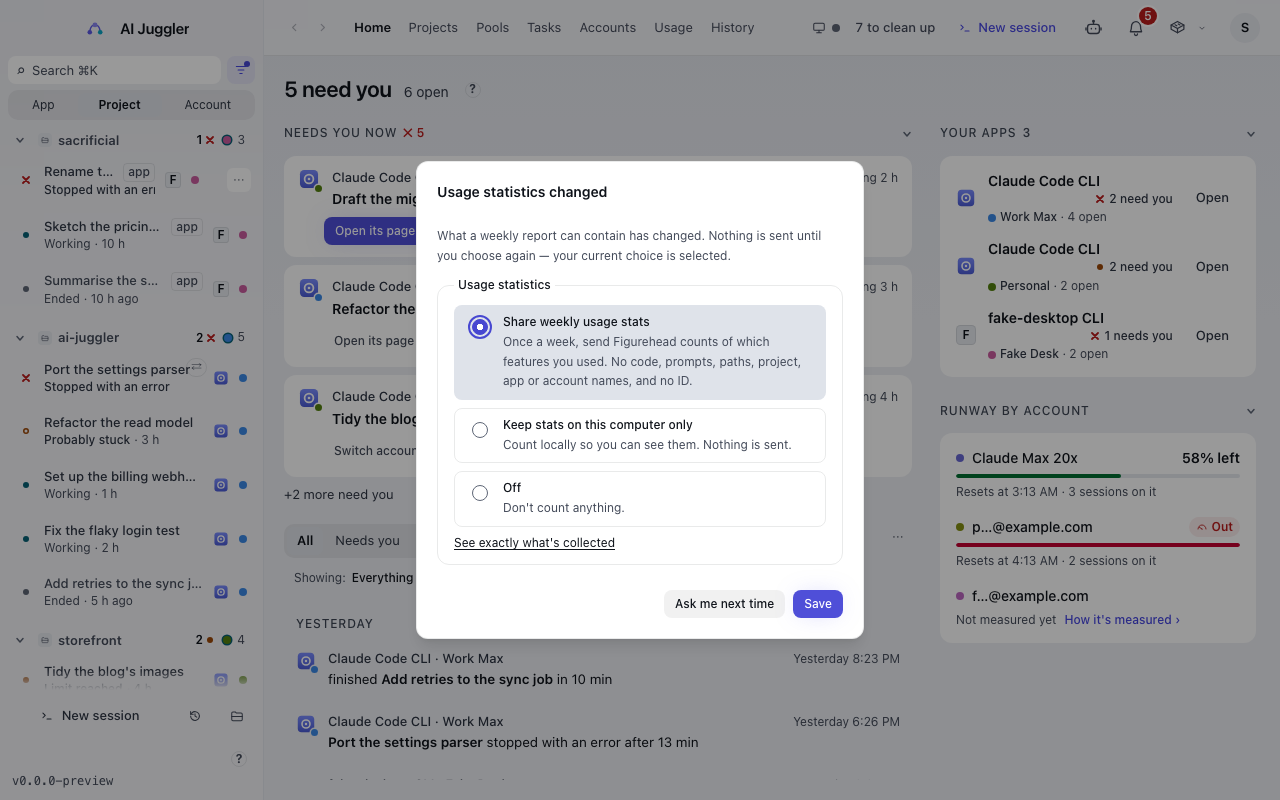 AI Juggler
Search ⌘K
App
Project
Account
sacrificial
1
3
Rename t...
app
F
Stopped with an
Sketch the pricin...
app
F
Working · 10 h
Summarise the s...
app
F
Ended · 10 h ago
ai-juggler
2
5
Port the settings parser
Stopped with an error
Refactor the read model
Probably stuck · 3 h
Set up the billing webh...
Working · 1 h
Fix the flaky login test
Working · 2 h
Add retries to the sync j...
Ended · 5 h ago
storefront
2
4
Tidy the blog's images
New session
?
v0.0.0-preview
Home
Projects
Pools
Tasks
Accounts
Usage
History
7 to clean up
New session
5
S
5 need you
6 open
?
NEEDS YOU NOW
5
Claude Code
Draft the
Open its page
2 h
Claude Code
Refactor the
Open its page
3 h
Claude Code
Tidy the
Switch
4 h
+2 more need you
All
Needs you
Showing:
Everything
YESTERDAY
Claude Code CLI · Work Max
Yesterday 8:23 PM
finished Add retries to the sync job in 10 min
Claude Code CLI · Work Max
Yesterday 6:26 PM
Port the settings parser stopped with an error after 13 min
Usage statistics changed
What a weekly report can contain has changed. Nothing is sent until
you choose again — your current choice is selected.
Usage statistics
Share weekly usage stats
Once a week, send Figurehead counts of which
features you used. No code, prompts, paths, project,
app or account names, and no ID.
Keep stats on this computer only
Count locally so you can see them. Nothing is sent.
Off
Don't count anything.
See exactly what's collected
Ask me next time
Save
YOUR APPS 3
Claude Code CLI
2 need you
Open
Work Max · 4 open
Claude Code CLI
2 need you
Open
Personal · 2 open
F
fake-desktop CLI
1 needs you
Open
Fake Desk · 2 open
RUNWAY BY ACCOUNT
Claude Max 20x
58% left
Resets at 3:13 AM · 3 sessions on it
p...@example.com
Out
Resets at 4:13 AM · 2 sessions on it
f...@example.com
Not measured yet
How it's measured ›